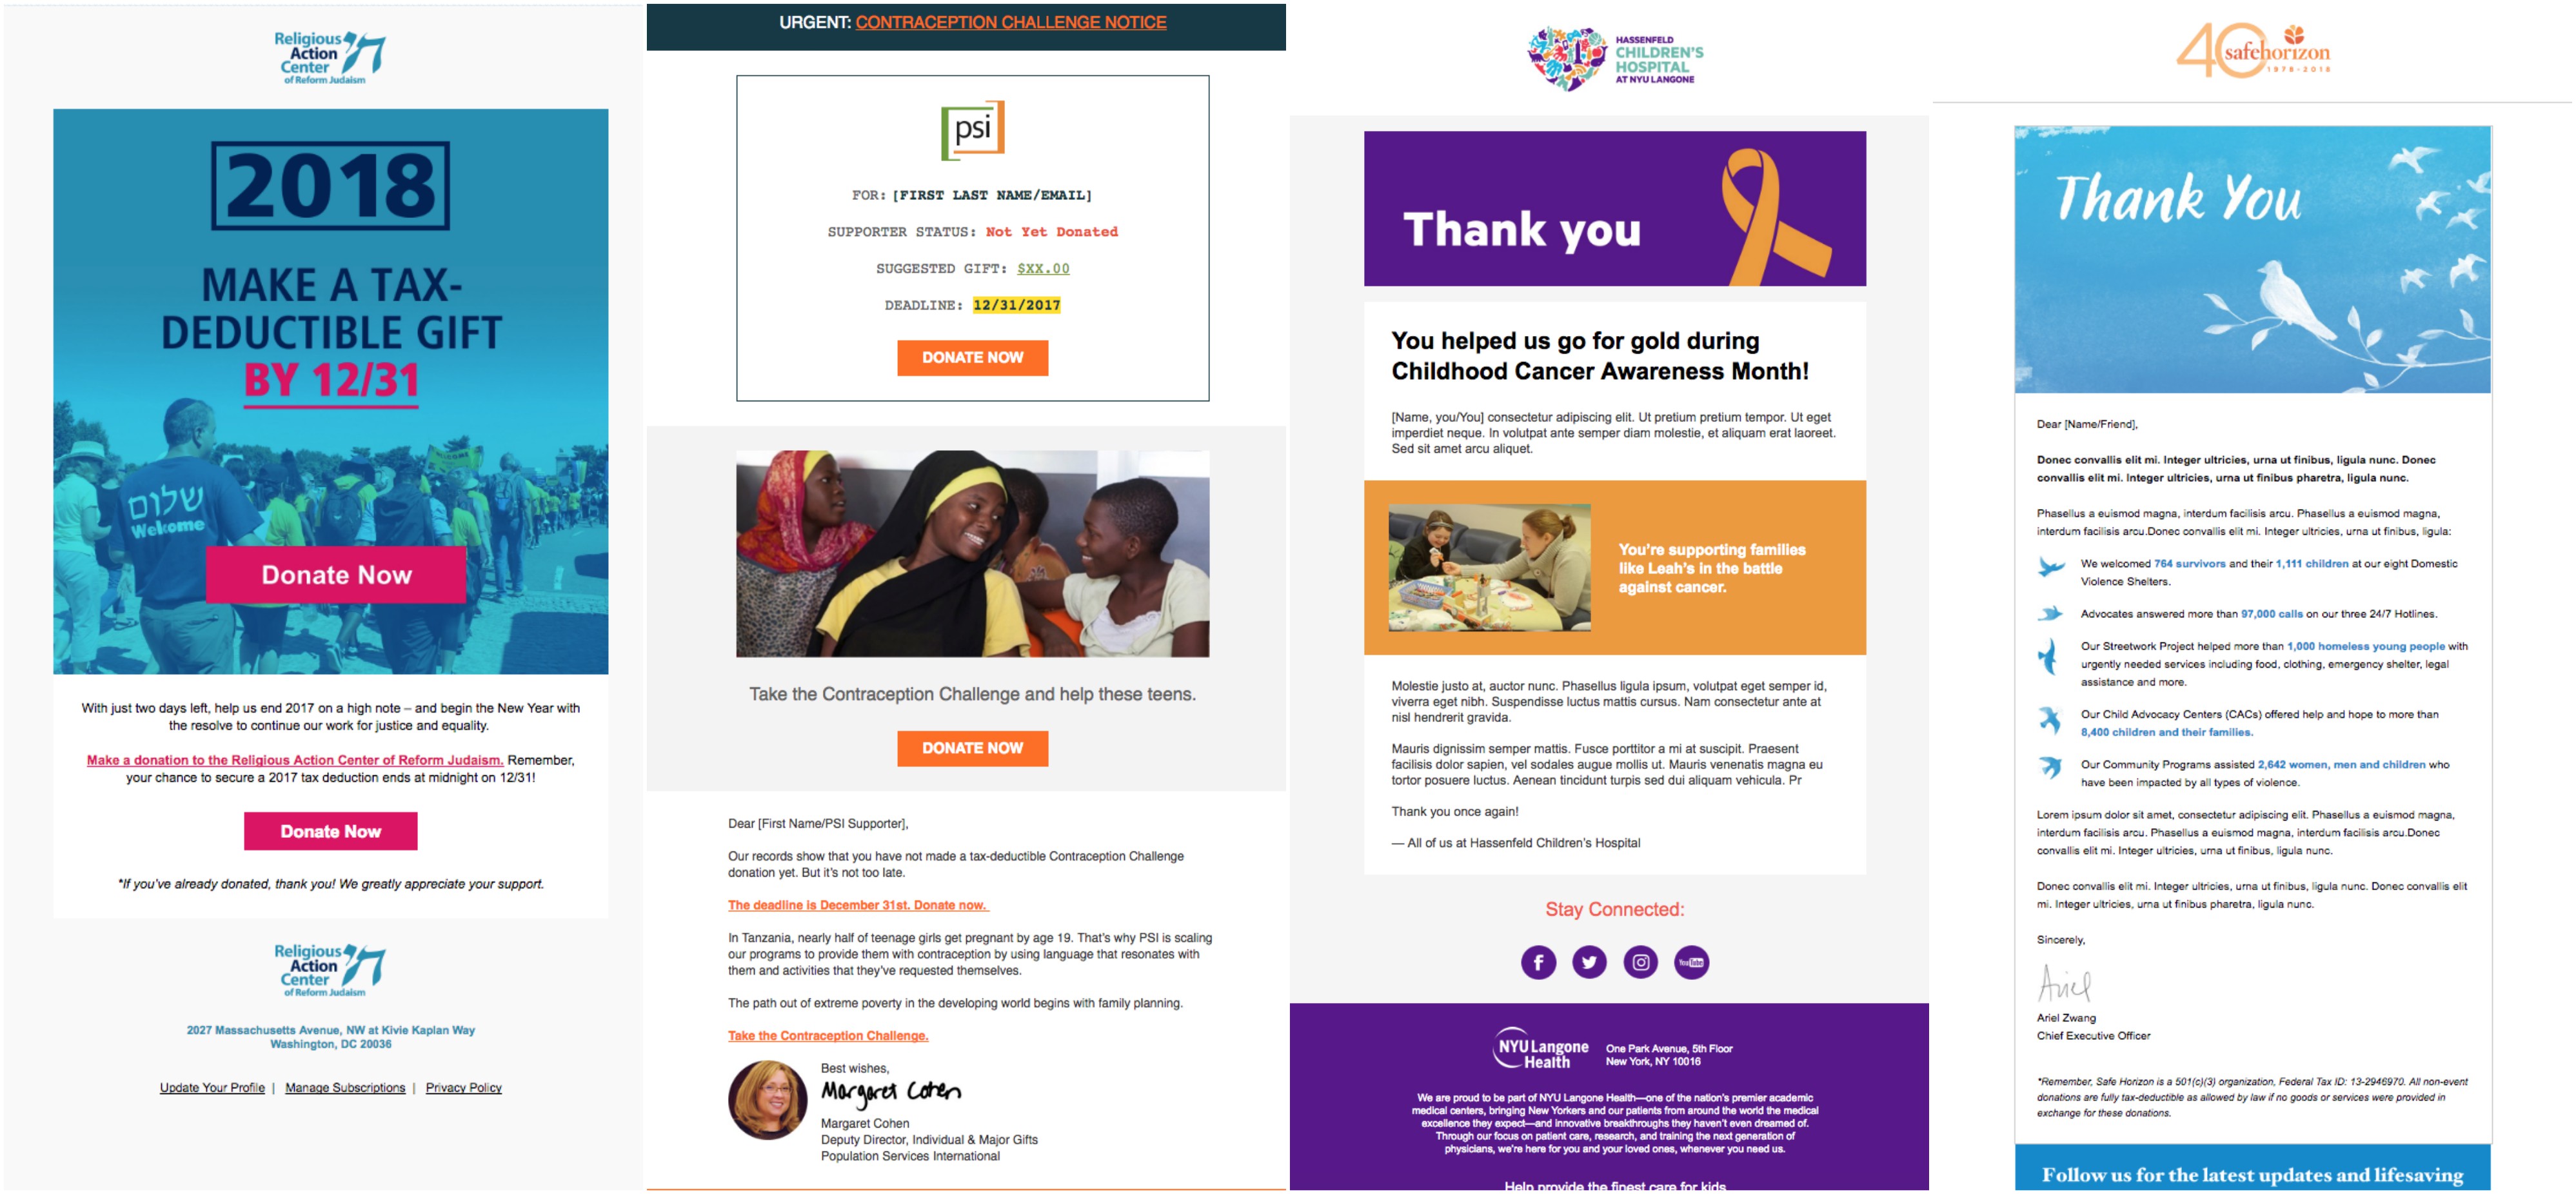 Religious
Action
Center
of Reform Judaism
2018
MAKE A TAX-
DEDUCTIBLE GIFT
BY 12/31
שלום
Welcome
WELCOME
Donate Now
With just two days left, help us end 2017 on a high note – and begin the New Year with
the resolve to continue our work for justice and equality.
Make a donation to the Religious Action Center of Reform Judaism. Remember,
your chance to secure a 2017 tax deduction ends at midnight on 12/31!
Donate Now
*If you've already donated, thank you! We greatly appreciate your support.
Religious
Action
Center
of Reform Judaism
2027 Massachusetts Avenue, NW at Kivie Kaplan Way
Washington, DC 20036
Update Your Profile | Manage Subscriptions | Privacy Policy
URGENT: CONTRACEPTION CHALLENGE NOTICE
psi
FOR: [FIRST LAST NAME/EMAIL]
SUPPORTER STATUS: Not Yet Donated
SUGGESTED GIFT: $XX.00
DEADLINE: 12/31/2017
DONATE NOW
Take the Contraception Challenge and help these teens.
DONATE NOW
Dear [First Name/PSI Supporter],
Our records show that you have not made a tax-deductible Contraception Challenge
donation yet. But it's not too late.
The deadline is December 31st. Donate now.
In Tanzania, nearly half of teenage girls get pregnant by age 19. That's why PSI is scaling
our programs to provide them with contraception by using language that resonates with
them and activities that they've requested themselves.
The path out of extreme poverty in the developing world begins with family planning.
Take the Contraception Challenge.
Best wishes,
Margaret Cohen
Margaret Cohen
Deputy Director, Individual & Major Gifts
Population Services International
HASSENFELD
CHILDREN'S
HOSPITAL
AT NYU LANGONE
Thank you
You helped us go for gold during
Childhood Cancer Awareness Month!
[Name, you/You] consectetur adipiscing elit. Ut pretium pretium tempor. Ut eget
imperdiet neque. In volutpat ante semper diam molestie, et aliquam erat laoreet.
Sed sit amet arcu aliquet.
You're supporting families
like Leah's in the battle
against cancer.
Molestie justo at, auctor nunc. Phasellus ligula ipsum, volutpat eget semper id,
viverra eget nibh. Suspendisse luctus mattis cursus. Nam consectetur ante at
nisl hendrerit gravida.
Mauris dignissim semper mattis. Fusce porttitor a mi at suscipit. Praesent
facilisis dolor sapien, vel sodales augue mollis ut. Mauris venenatis magna eu
tortor posuere luctus. Aenean tincidunt turpis sed dui aliquam vehicula. Pr
Thank you once again!
— All of us at Hassenfeld Children's Hospital
Stay Connected:
YouTube
NYU Langone
Health
One Park Avenue, 5th Floor
New York, NY 10016
We are proud to be part of NYU Langone Health—one of the nation's premier academic
medical centers, bringing New Yorkers and our patients from around the world the medical
excellence they expect—and innovative breakthroughs they haven't even dreamed of.
Through our focus on patient care, research, and training the next generation of
physicians, we're here for you and your loved ones, whenever you need us.
Help provide the finest care for kids
40
safehorizon
1978-2018
Thank You
Dear [Name/Friend],
Donec convallis elit mi. Integer ultricies, urna ut finibus, ligula nunc. Donec
convallis elit mi. Integer ultricies, urna ut finibus pharetra, ligula nunc.
Phasellus a euismod magna, interdum facilisis arcu. Phasellus a euismod magna,
interdum facilisis arcu.Donec convallis elit mi. Integer ultricies, urna ut finibus, ligula:
We welcomed 764 survivors and their 1,111 children at our eight Domestic
Violence Shelters.
Advocates answered more than 97,000 calls on our three 24/7 Hotlines.
Our Streetwork Project helped more than 1,000 homeless young people with
urgently needed services including food, clothing, emergency shelter, legal
assistance and more.
Our Child Advocacy Centers (CACs) offered help and hope to more than
8,400 children and their families.
Our Community Programs assisted 2,642 women, men and children who
have been impacted by all types of violence.
Lorem ipsum dolor sit amet, consectetur adipiscing elit. Phasellus a euismod magna,
interdum facilisis arcu. Phasellus a euismod magna, interdum facilisis arcu.Donec
convallis elit mi. Integer ultricies, urna ut finibus, ligula nunc.
Donec convallis elit mi. Integer ultricies, urna ut finibus, ligula nunc. Donec convallis elit
mi. Integer ultricies, urna ut finibus pharetra, ligula nunc.
Sincerely,
Ariel
Ariel Zwang
Chief Executive Officer
*Remember, Safe Horizon is a 501(c)(3) organization, Federal Tax ID: 13-2946970. All non-event
donations are fully tax-deductible as allowed by law if no goods or services were provided in
exchange for these donations.
Follow us for the latest updates and lifesaving